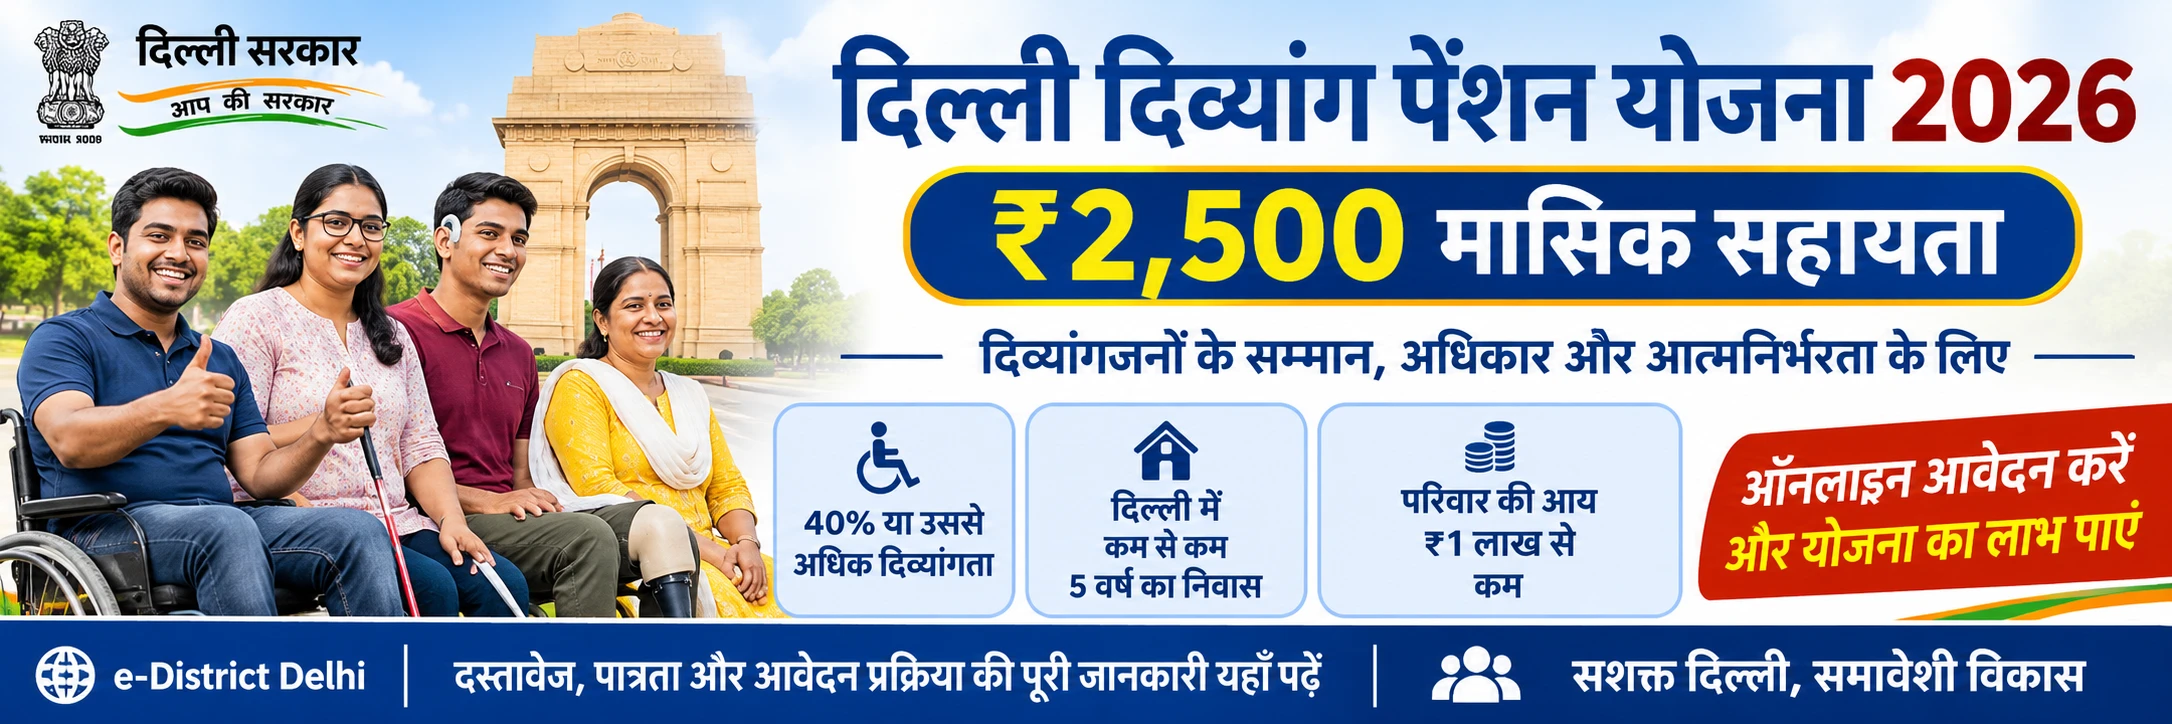 दिल्ली सरकार
आप की सरकार
दिल्ली दिव्यांग पेंशन योजना 2026
₹2,500 मासिक सहायता
दिव्यांगजनों के सम्मान, अधिकार और आत्मनिर्भरता के लिए
40% या उससे
अधिक दिव्यांगता
दिल्ली में
कम से कम
5 वर्ष का निवास
परिवार की आय
₹1 लाख से
कम
ऑनलाइन आवेदन करें
और योजना का लाभ पाएं
e-District Delhi
दस्तावेज, पात्रता और आवेदन प्रक्रिया की पूरी जानकारी यहाँ पढ़ें
सशक्त दिल्ली, समावेशी विकास